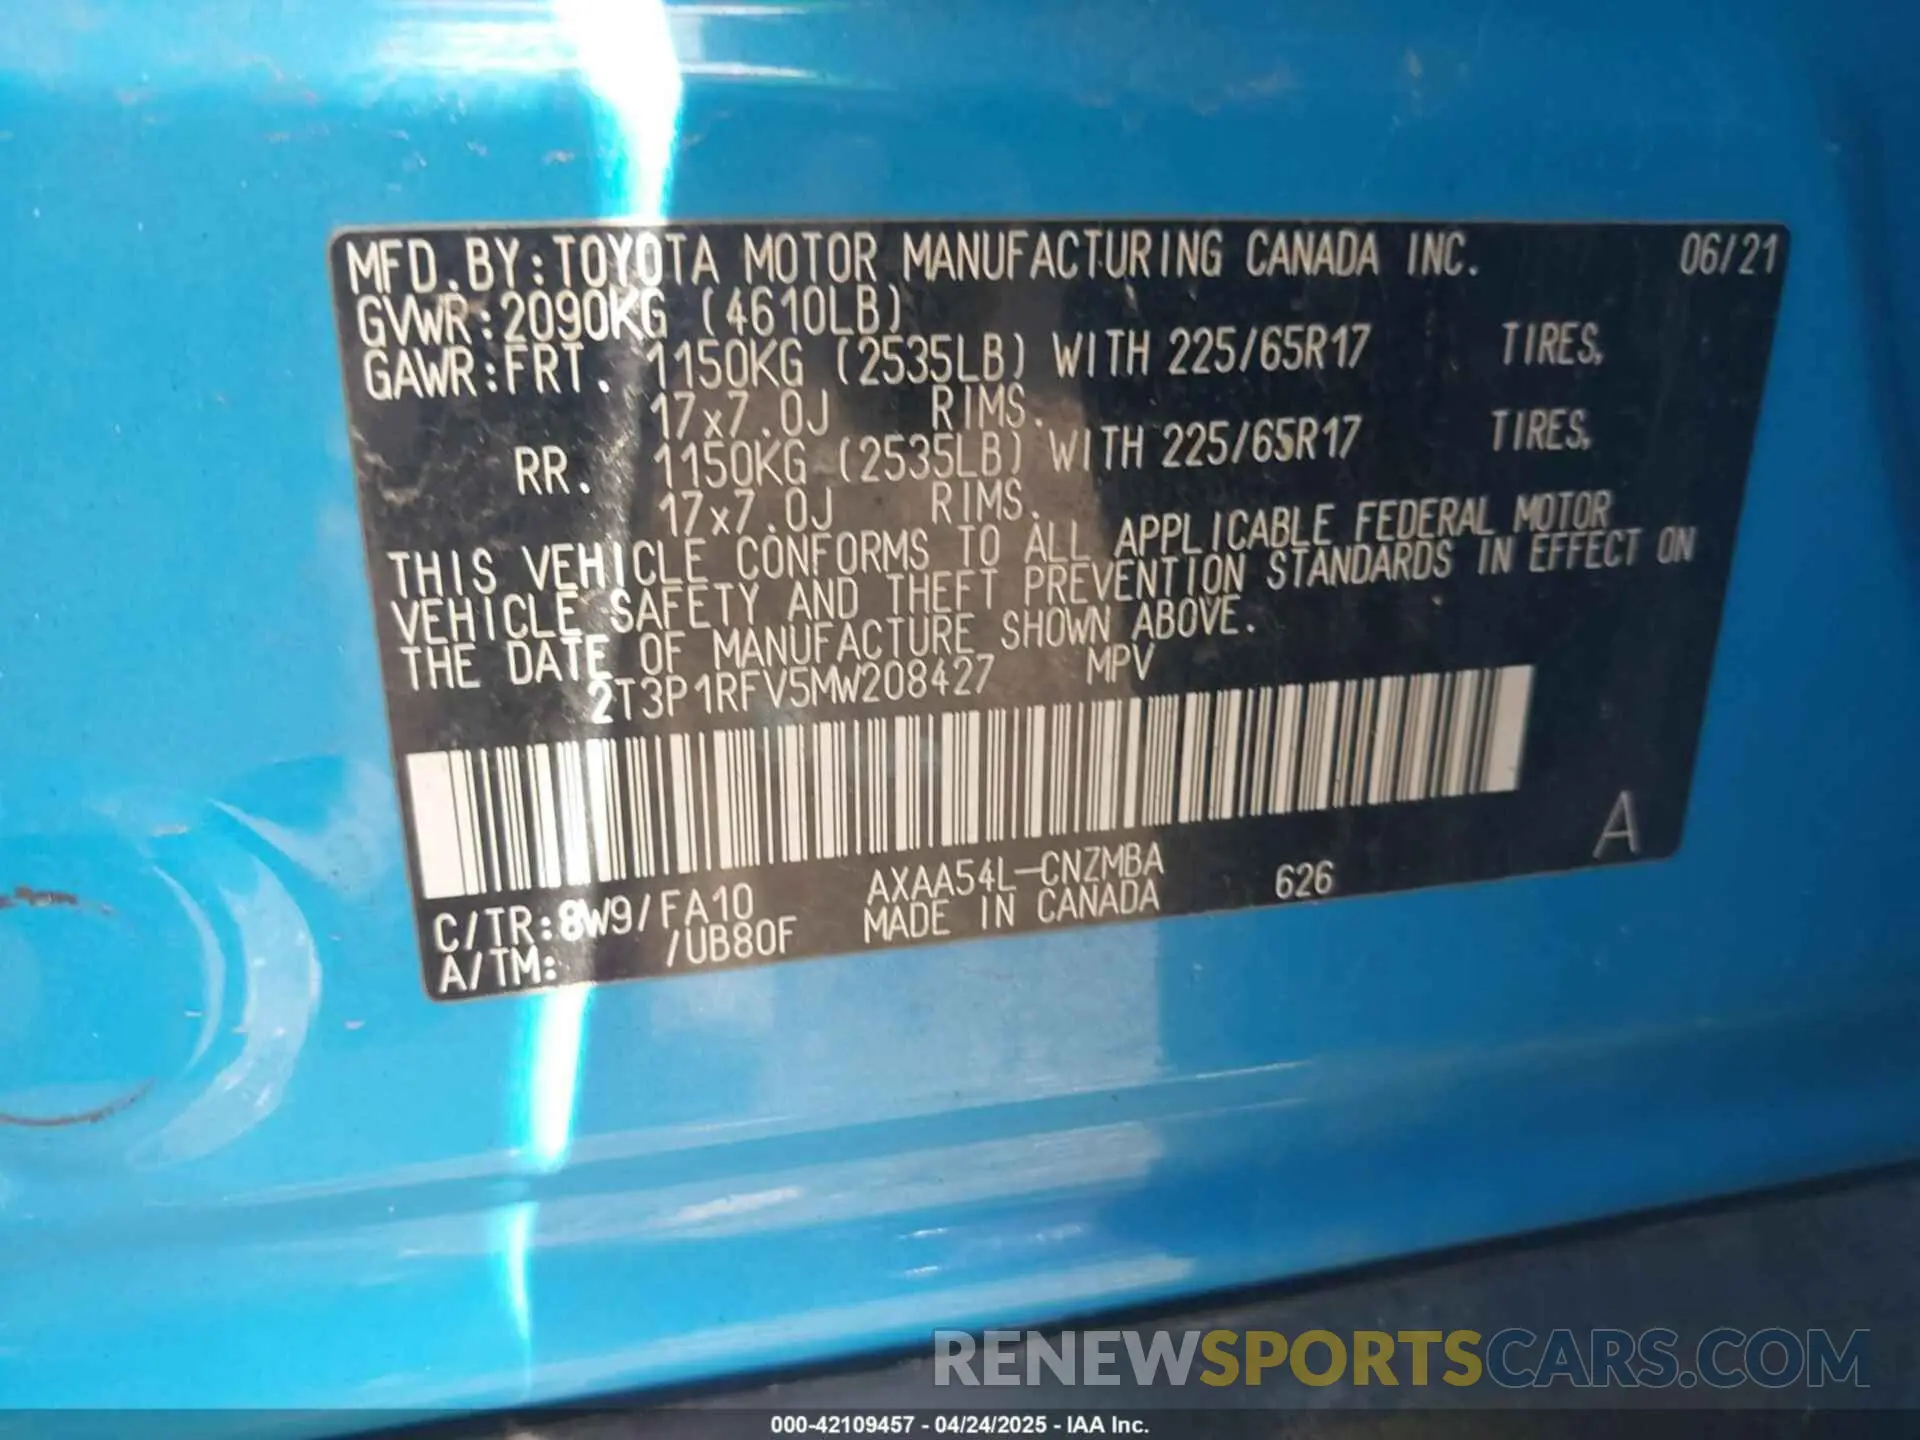 MFD.BY:TOYOTA MOTOR MANUFACTURING CANADA INC. 06/21
GVWR:2090KG (4610LB)
GAWR:FRT. 1150KG (2535LB) WITH 225/65R17 TIRES,
17x7.0J RIMS.
RR. 1150KG (2535LB) WITH 225/65R17 TIRES,
17x7.0J RIMS.
THIS VEHICLE CONFORMS TO ALL APPLICABLE FEDERAL MOTOR
VEHICLE SAFETY AND THEFT PREVENTION STANDARDS IN EFFECT ON
THE DATE OF MANUFACTURE SHOWN ABOVE.
2T3P1RFV5MW208427 MPV
A
C/TR:8W9/FA10 AXAA54L-CNZMBA 626
A/TM: /UB80F MADE IN CANADA
RENEWSPORTSCARS.COM
000-42109457 - 04/24/2025 - IAA Inc.